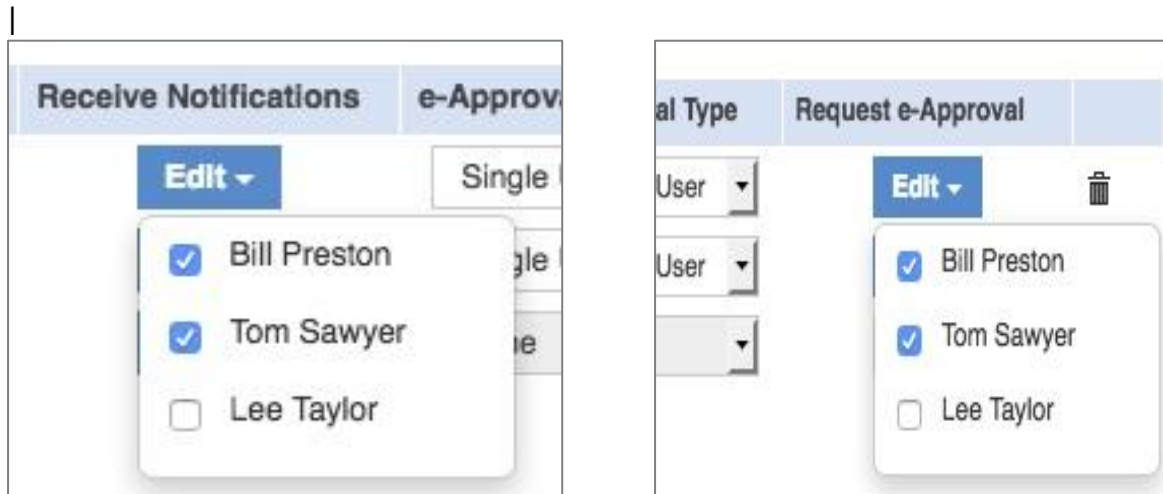 Receive Notifications e-Approv
Edit Single
Bill Preston gle
Tom Sawyer ne
Lee Taylor
al Type Request e-Approval
User Edit
User Bill Preston
Tom Sawyer
Lee Taylor